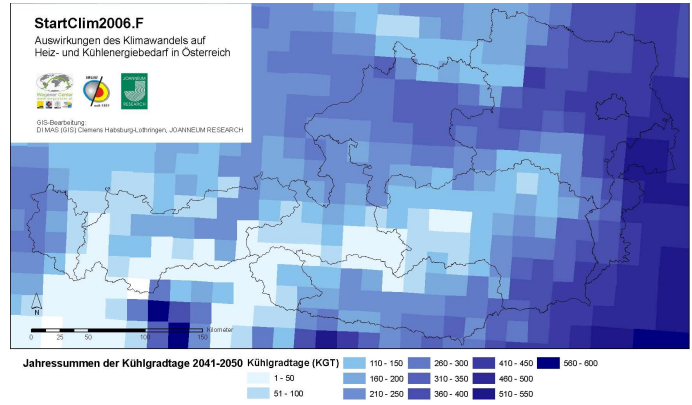 StartClim2006.F
Auswirkungen des Klimawandels auf
Heiz- und Kühlenergiebedarf in Österreich
Wegener Center
JOANNEUM
RESEARCH
GIS-Bearbeitung:
DI MAS (GIS) Clemens Habsburg-Lothringen, JOANNEUM RESEARCH
N
Kilometer
0 25 50 100 150
Jahressummen der Kühlgradtage 2041-2050 Kühlgradtage (KGT)
1 - 50
51 - 100
110 - 150
160 - 200
210 - 250
260 - 300
310 - 350
360 - 400
410 - 450
460 - 500
510 - 550
560 - 600